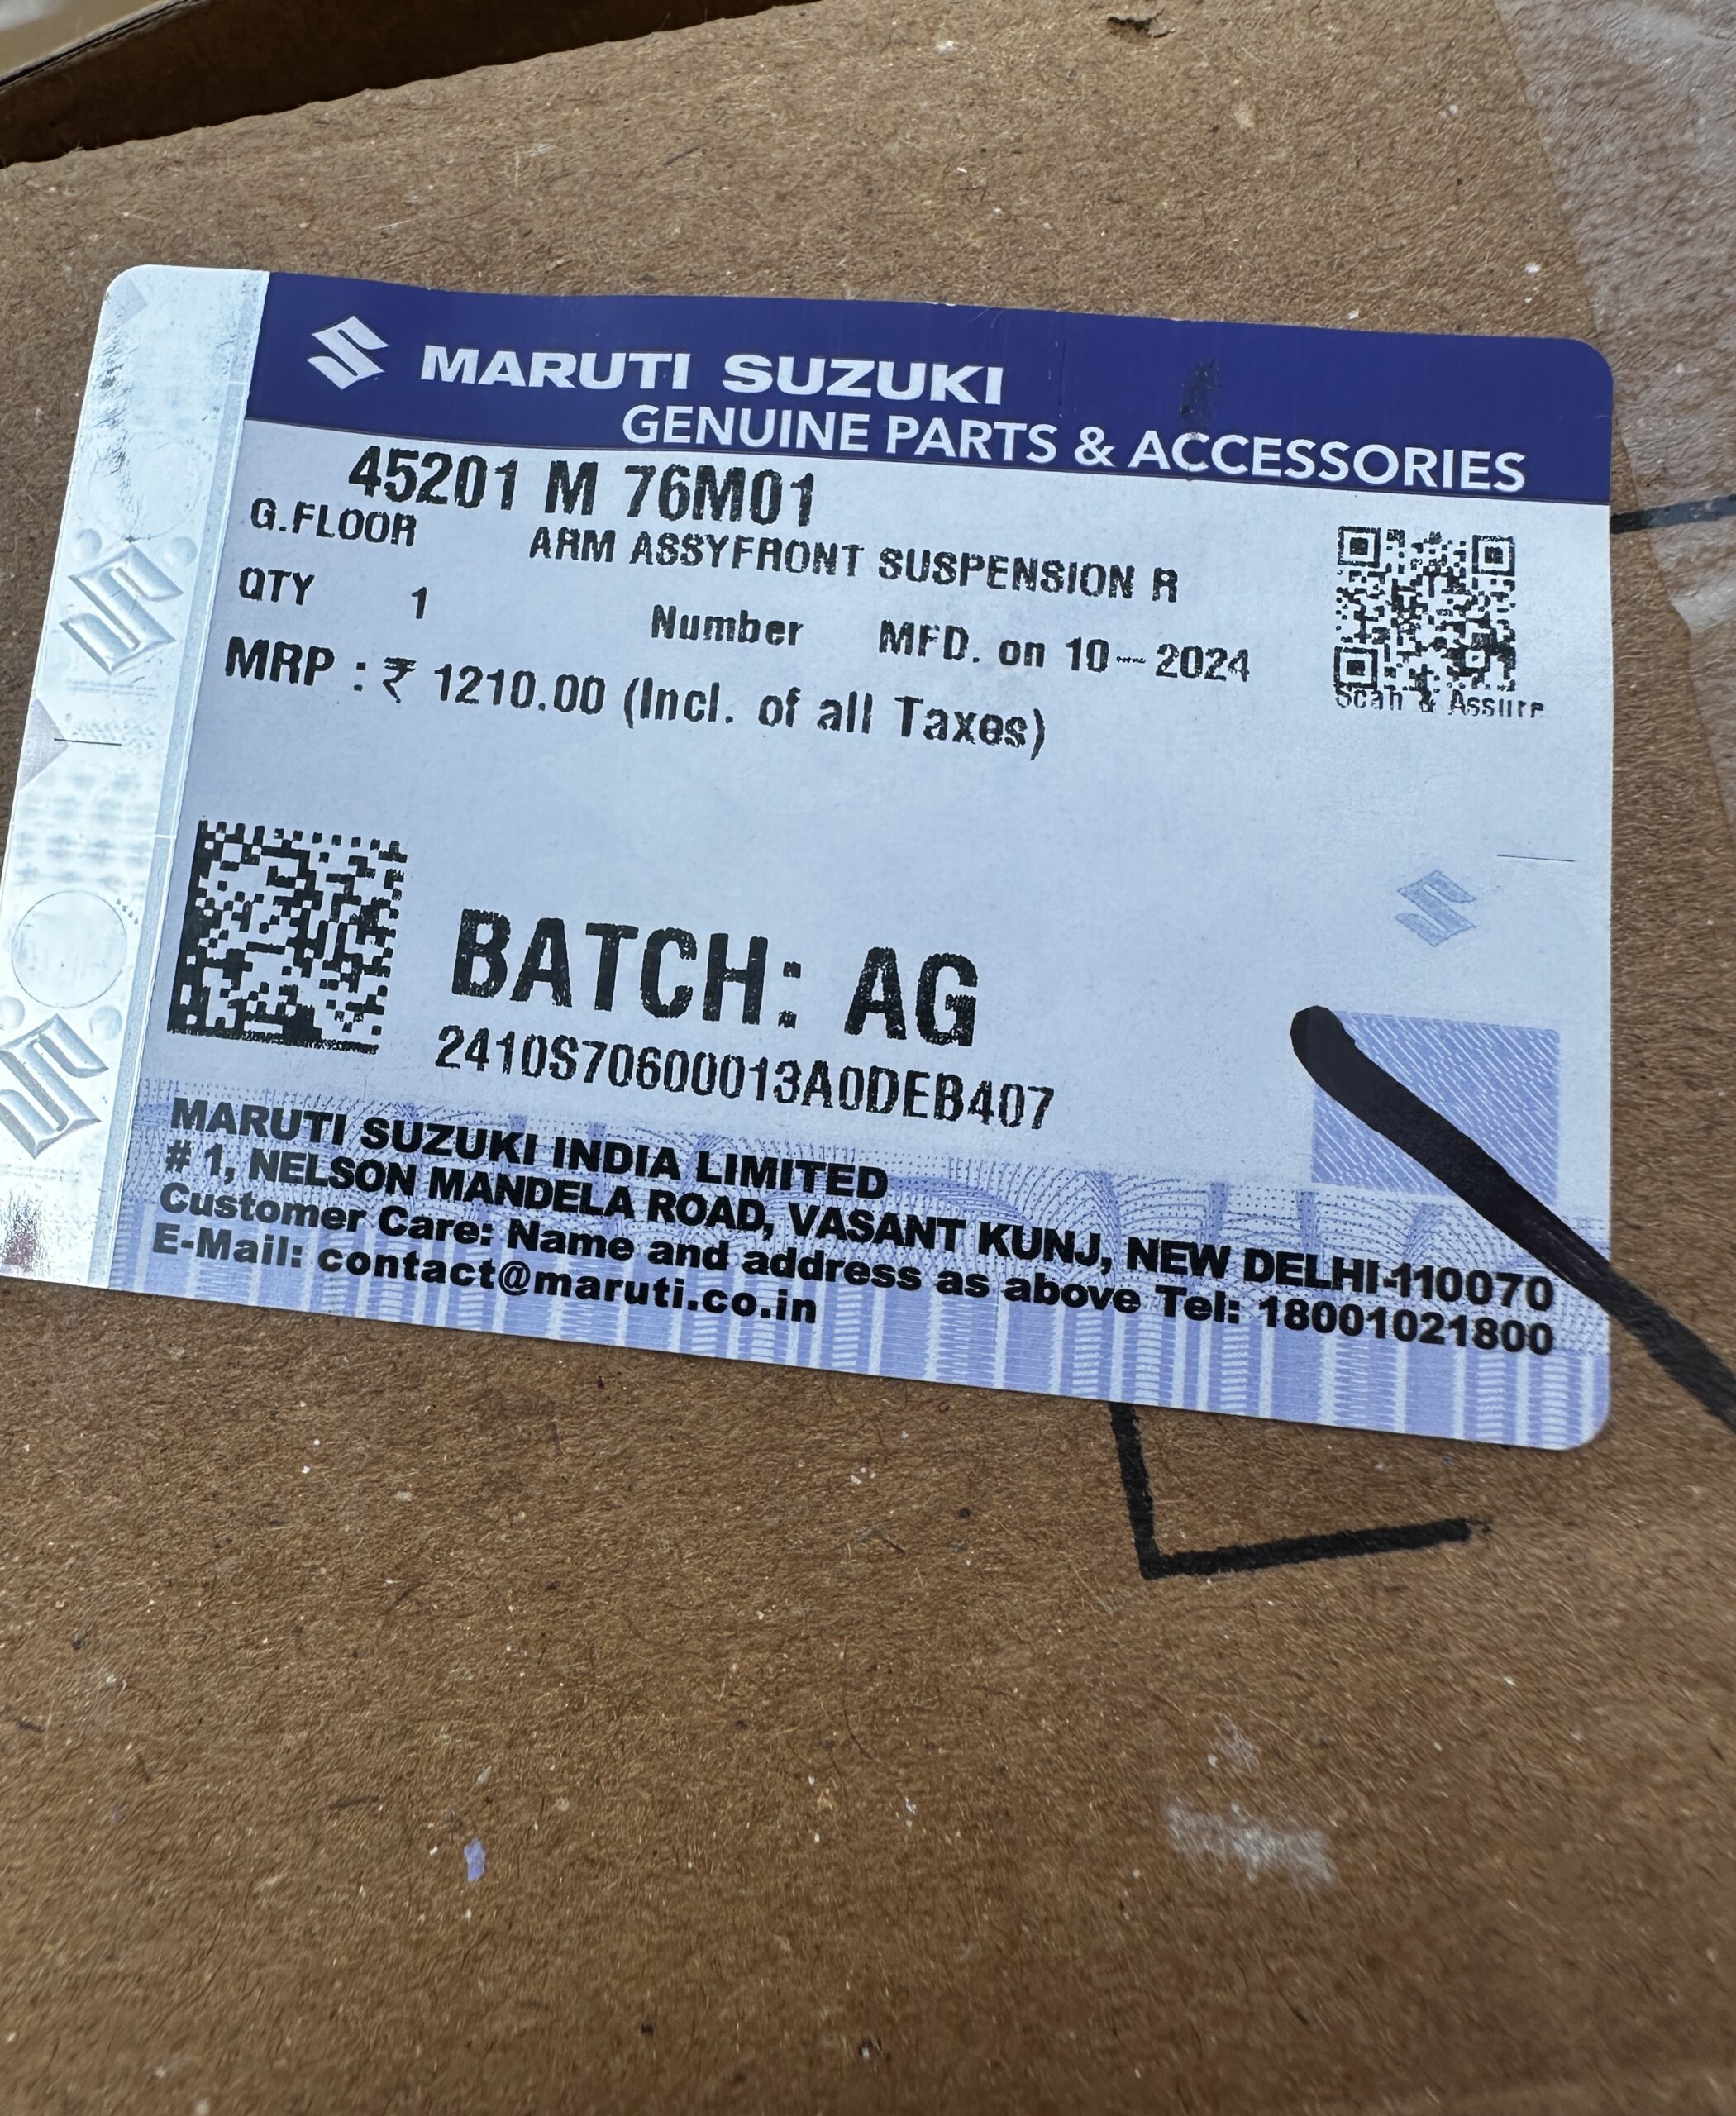 MARUTI SUZUKI
GENUINE PARTS & ACCESSORIES
45201 M 76M01
G.FLOOR ARM ASSYFRONT SUSPENSION R
QTY 1 Number MFD. on 10-2024
MRP : ₹ 1210.00 (Incl. of all Taxes)
Scan & Assure
BATCH: AG
2410S70600013A0DEB407
MARUTI SUZUKI INDIA LIMITED
# 1, NELSON MANDELA ROAD, VASANT KUNJ, NEW DELHI-110070
Customer Care: Name and address as above Tel: 18001021800
E-Mail: contact@maruti.co.in